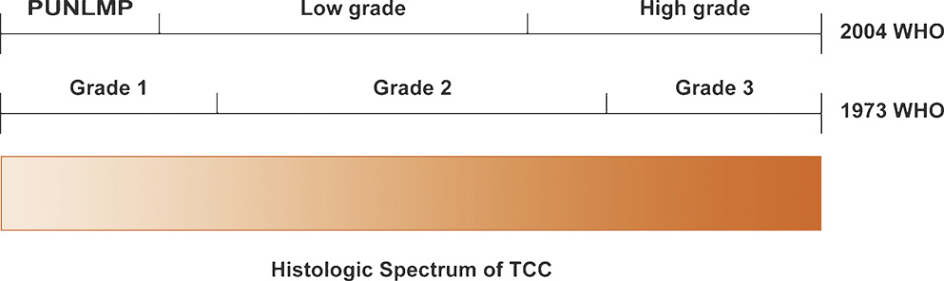 PUNLMP Low grade High grade
2004 WHO
Grade 1 Grade 2 Grade 3
1973 WHO
Histologic Spectrum of TCC